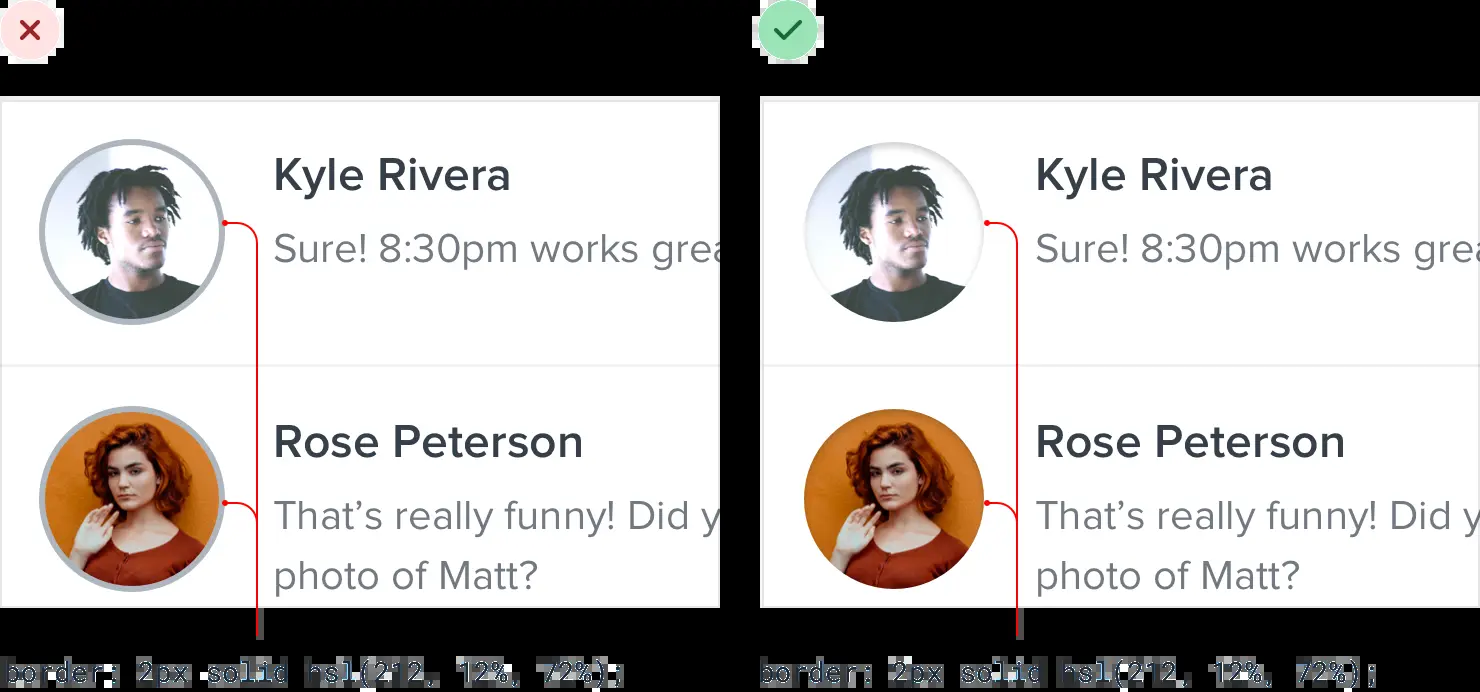 Kyle Rivera
Sure! 8:30pm works grea
Rose Peterson
That’s really funny! Did y
photo of Matt?
border: 2px solid hsl(212, 12%, 72%);
Kyle Rivera
Sure! 8:30pm works grea
Rose Peterson
That’s really funny! Did y
photo of Matt?
border: 2px solid hsl(212, 12%, 72%);